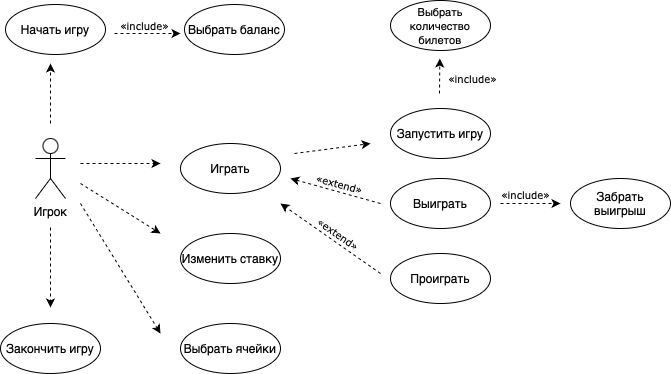 Выбрать
количество
билетов
Начать игру
«include»
Выбрать баланс
«include»
Запустить игру
Играть
Игрок
«extend»
Выиграть
«include»
Забрать
выигрыш
«extend»
Изменить ставку
Проиграть
Закончить игру
Выбрать ячейки